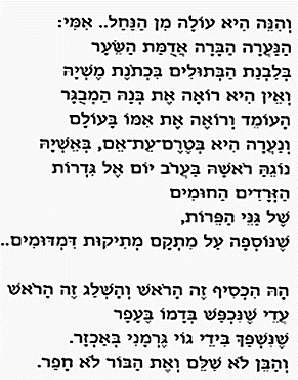 וְהִנֵּה הִיא עוֹלָה מִן הַנַּחַל.. אִמִּי:
הַנַּעֲרָה הַבָּרָה אֲדֻמַּת הַשֵּׂעָר
בְּלַבְנַת הַבְּתוּלִים בִּכְתֹנֶת מֶשְׁיָהּ
וְאֵין הִיא רוֹאָה אֶת בְּנָהּ הַמְבֻגָּר
הָעוֹמֵד וְרוֹאֶה אֶת אִמּוֹ בָּעוֹלָם
וְנַעֲרָה הִיא בְּטֶרֶם־עֵת־אֵם, בְּאֶשְׁיָהּ
נוֹגֵהַּ רֹאשָׁהּ בַּעֲרֹב יוֹם אֶל גִּדְרוֹת
הַזְּרָדִים הַחוּמִים
שֶׁל גַּנֵּי הַפֵּרוֹת,
שֶׁנּוֹסְפָה עַל מִתְקָם מְתִיקוּת דִּמְדּוּמִים..

הָהּ הִכְסִיף זֶה הָרֹאשׁ וְהֻשְׁלַג זֶה הָרֹאשׁ
עֲדֵי שֶׁנִּכְפַּשׁ בְּדָמוֹ בֶּעָפָר
שֶׁנִּשְׁפַּךְ בִּידֵי גּוֹי גֶּרְמָנִי בְּאַכְזָר.
וְהַבֵּן לֹא שִׁלֵּם וְאֶת הַבּוֹר לֹא חָפַר.